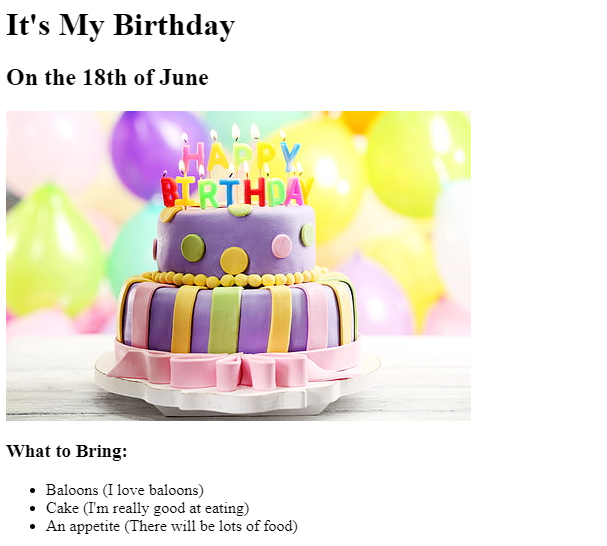 It's My Birthday
On the 18th of June
HAPPY
BIRTHDAY
What to Bring:
Baloons (I love baloons)
Cake (I'm really good at eating)
An appetite (There will be lots of food)